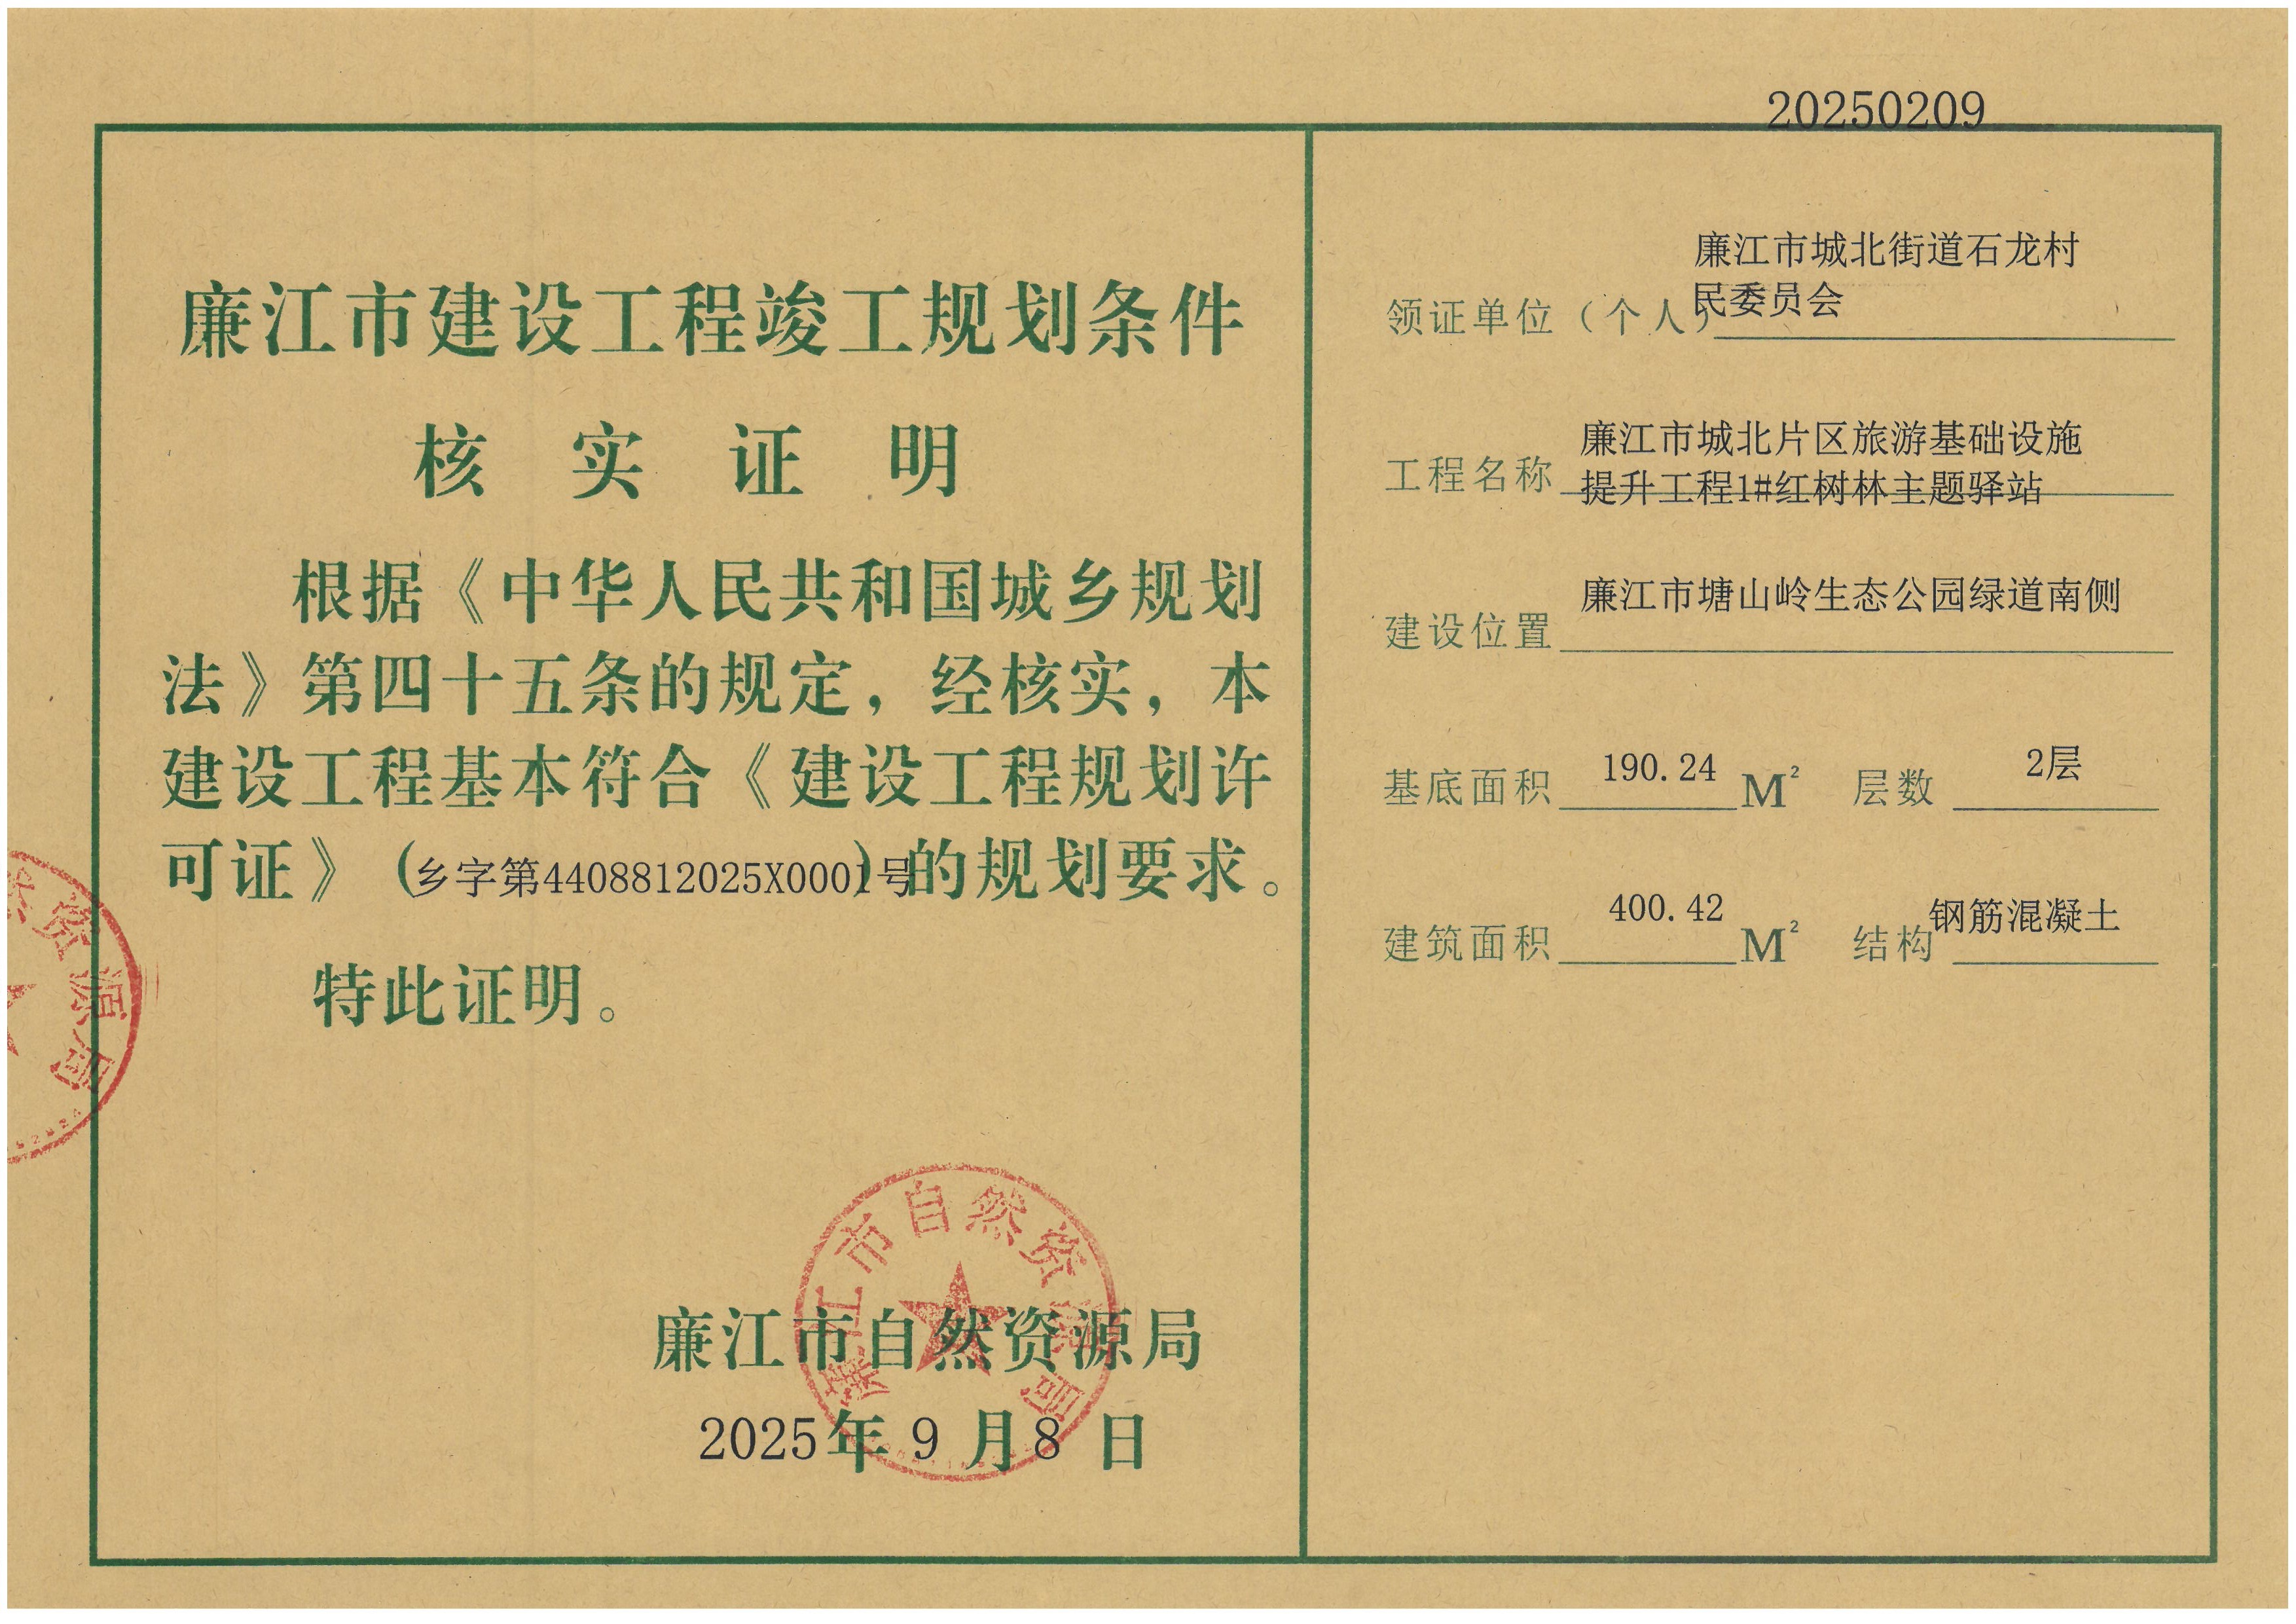 20250209
廉江市建设工程竣工规划条件
核实证明
根据《中华人民共和国城乡规划
法》第四十五条的规定，经核实，本
建设工程基本符合《建设工程规划许
可证》（乡字第4408812025X0001号）的规划要求。
特此证明。
廉江市自然资源局
2025年9月8日
廉江市自然资源局
然资源局
领证单位（个人）廉江市城北街道石龙村
民委员会
工程名称 廉江市城北片区旅游基础设施
提升工程1#红树林主题驿站
建设位置 廉江市塘山岭生态公园绿道南侧
基底面积 190.24 M² 层数 2层
建筑面积 400.42 M² 结构 钢筋混凝土